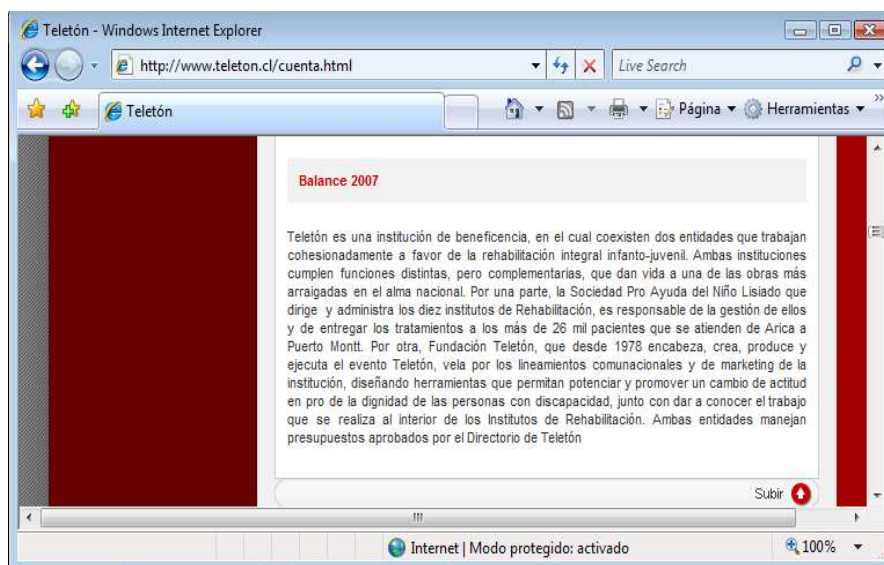 Teletón - Windows Internet Explorer
http://www.teleton.cl/cuenta.html
Live Search
Teletón
Página
Herramientas
Balance 2007
Teletón es una institución de beneficencia, en el cual coexisten dos entidades que trabajan
cohesionadamente a favor de la rehabilitación integral infanto-juvenil. Ambas instituciones
cumplen funciones distintas, pero complementarias, que dan vida a una de las obras más
arraigadas en el alma nacional. Por una parte, la Sociedad Pro Ayuda del Niño Lisiado que
dirige y administra los diez institutos de Rehabilitación, es responsable de la gestión de ellos
y de entregar los tratamientos a los más de 26 mil pacientes que se atienden de Arica a
Puerto Montt. Por otra, Fundación Teletón, que desde 1978 encabeza, crea, produce y
ejecuta el evento Teletón, vela por los lineamientos comunacionales y de marketing de la
institución, diseñando herramientas que permitan potenciar y promover un cambio de actitud
en pro de la dignidad de las personas con discapacidad, junto con dar a conocer el trabajo
que se realiza al interior de los Institutos de Rehabilitación. Ambas entidades manejan
presupuestos aprobados por el Directorio de Teletón
Subir
Internet | Modo protegido: activado
100%